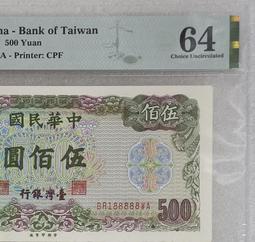 na - Bank of Taiwan
500 Yuan
A - Printer: CPF
64
Choice Uncirculated
國民華中
佰伍
圓佰伍
行銀灣臺
BR188888WA
500